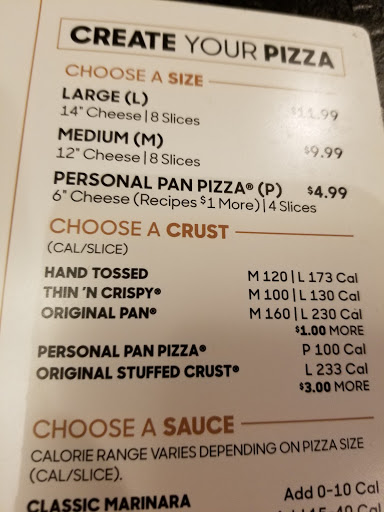 CREATE YOUR PIZZA
CHOOSE A SIZE
LARGE (L) $11.99
14" Cheese | 8 Slices
MEDIUM (M) $9.99
12" Cheese | 8 Slices
PERSONAL PAN PIZZA® (P) $4.99
6" Cheese (Recipes $1 More) | 4 Slices
CHOOSE A CRUST
(CAL/SLICE)
HAND TOSSED M 120 | L 173 Cal
THIN 'N CRISPY® M 100 | L 130 Cal
ORIGINAL PAN® M 160 | L 230 Cal
$1.00 MORE
PERSONAL PAN PIZZA® P 100 Cal
ORIGINAL STUFFED CRUST® L 233 Cal
$3.00 MORE
CHOOSE A SAUCE
CALORIE RANGE VARIES DEPENDING ON PIZZA SIZE
(CAL/SLICE).
CLASSIC MARINARA Add 0-10 Cal